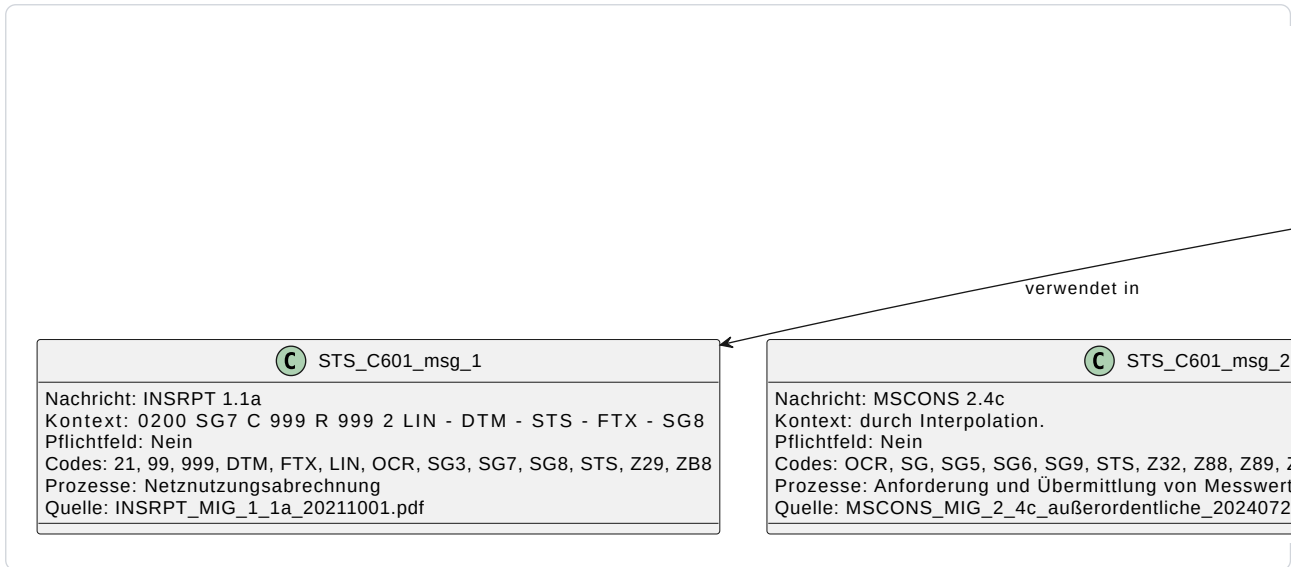 verwendet in
C STS_C601_msg_1
Nachricht: INSRPT 1.1a
Kontext: 0200 SG7 C 999 R 999 2 LIN - DTM - STS - FTX - SG8
Pflichtfeld: Nein
Codes: 21, 99, 999, DTM, FTX, LIN, OCR, SG3, SG7, SG8, STS, Z29, ZB8
Prozesse: Netznutzungsabrechnung
Quelle: INSRPT_MIG_1_1a_20211001.pdf
C STS_C601_msg_2
Nachricht: MSCONS 2.4c
Kontext: durch Interpolation.
Pflichtfeld: Nein
Codes: OCR, SG, SG5, SG6, SG9, STS, Z32, Z88, Z89,
Prozesse: Anforderung und Übermittlung von Messwert
Quelle: MSCONS_MIG_2_4c_außerordentliche_2024072